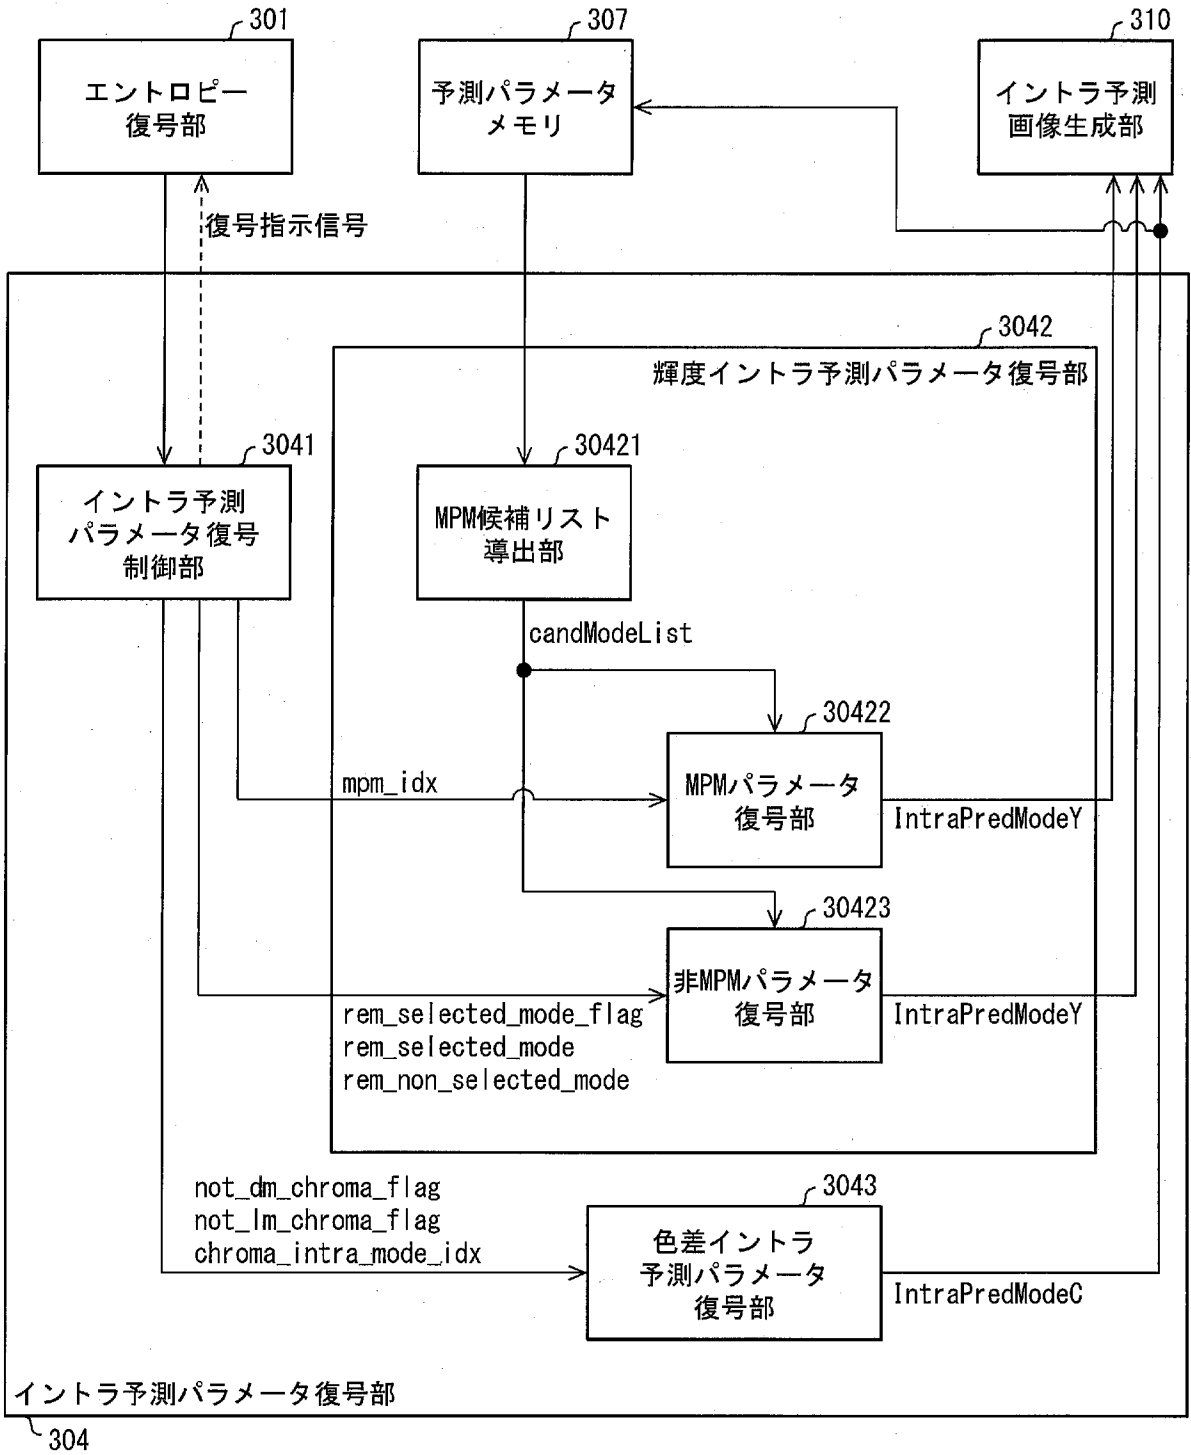 301
エントロピー
復号部
307
予測パラメータ
メモリ
310
イントラ予測
画像生成部
復号指示信号
3042
輝度イントラ予測パラメータ復号部
3041
イントラ予測
パラメータ復号
制御部
30421
MPM候補リスト
導出部
candModeList
30422
MPMパラメータ
復号部
mpm_idx
IntraPredModeY
30423
非MPMパラメータ
復号部
rem_selected_mode_flag
rem_selected_mode
rem_non_selected_mode
IntraPredModeY
not_dm_chroma_flag
not_lm_chroma_flag
chroma_intra_mode_idx
3043
色差イントラ
予測パラメータ
復号部
IntraPredModeC
イントラ予測パラメータ復号部
304